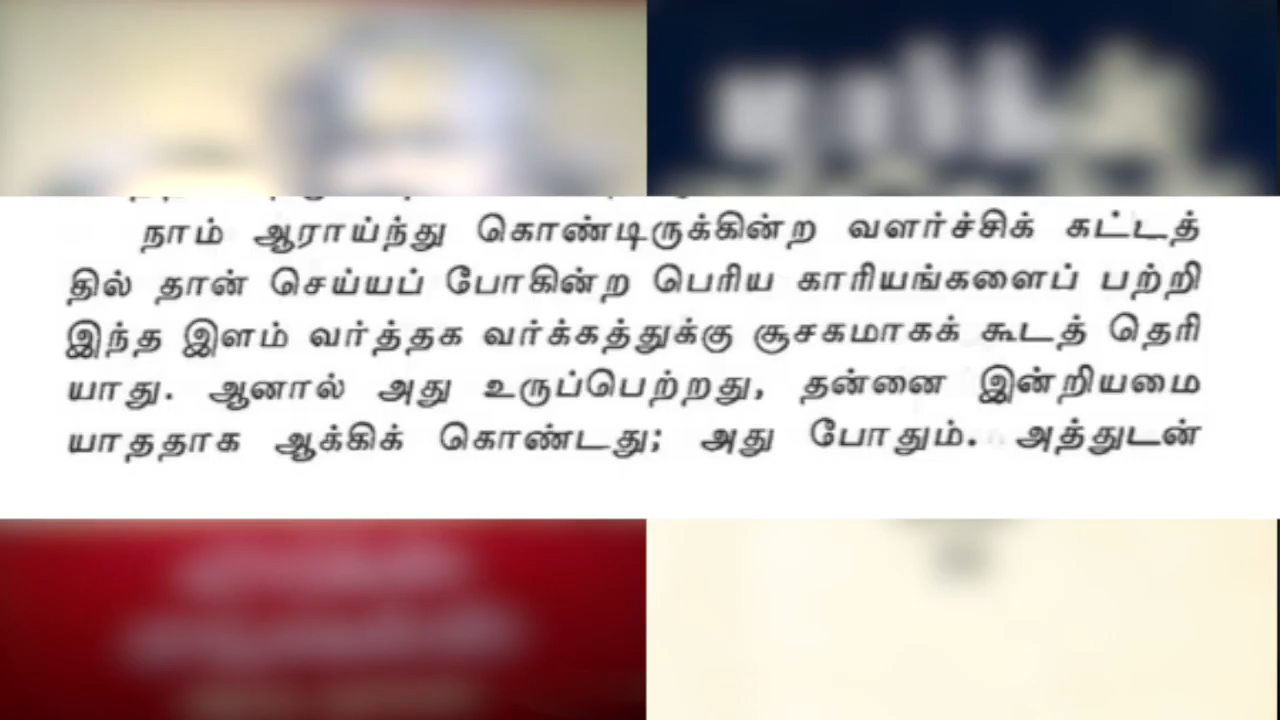 நாம் ஆராய்ந்து கொண்டிருக்கின்ற வளர்ச்சிக் கட்டத்
தில் தான் செய்யப் போகின்ற பெரிய காரியங்களைப் பற்றி
இந்த இளம் வர்த்தக வர்க்கத்துக்கு சூசகமாகக் கூடத் தெரி
யாது. ஆனால் அது உருப்பெற்றது, தன்னை இன்றியமை
யாததாக ஆக்கிக் கொண்டது; அது போதும். அத்துடன்